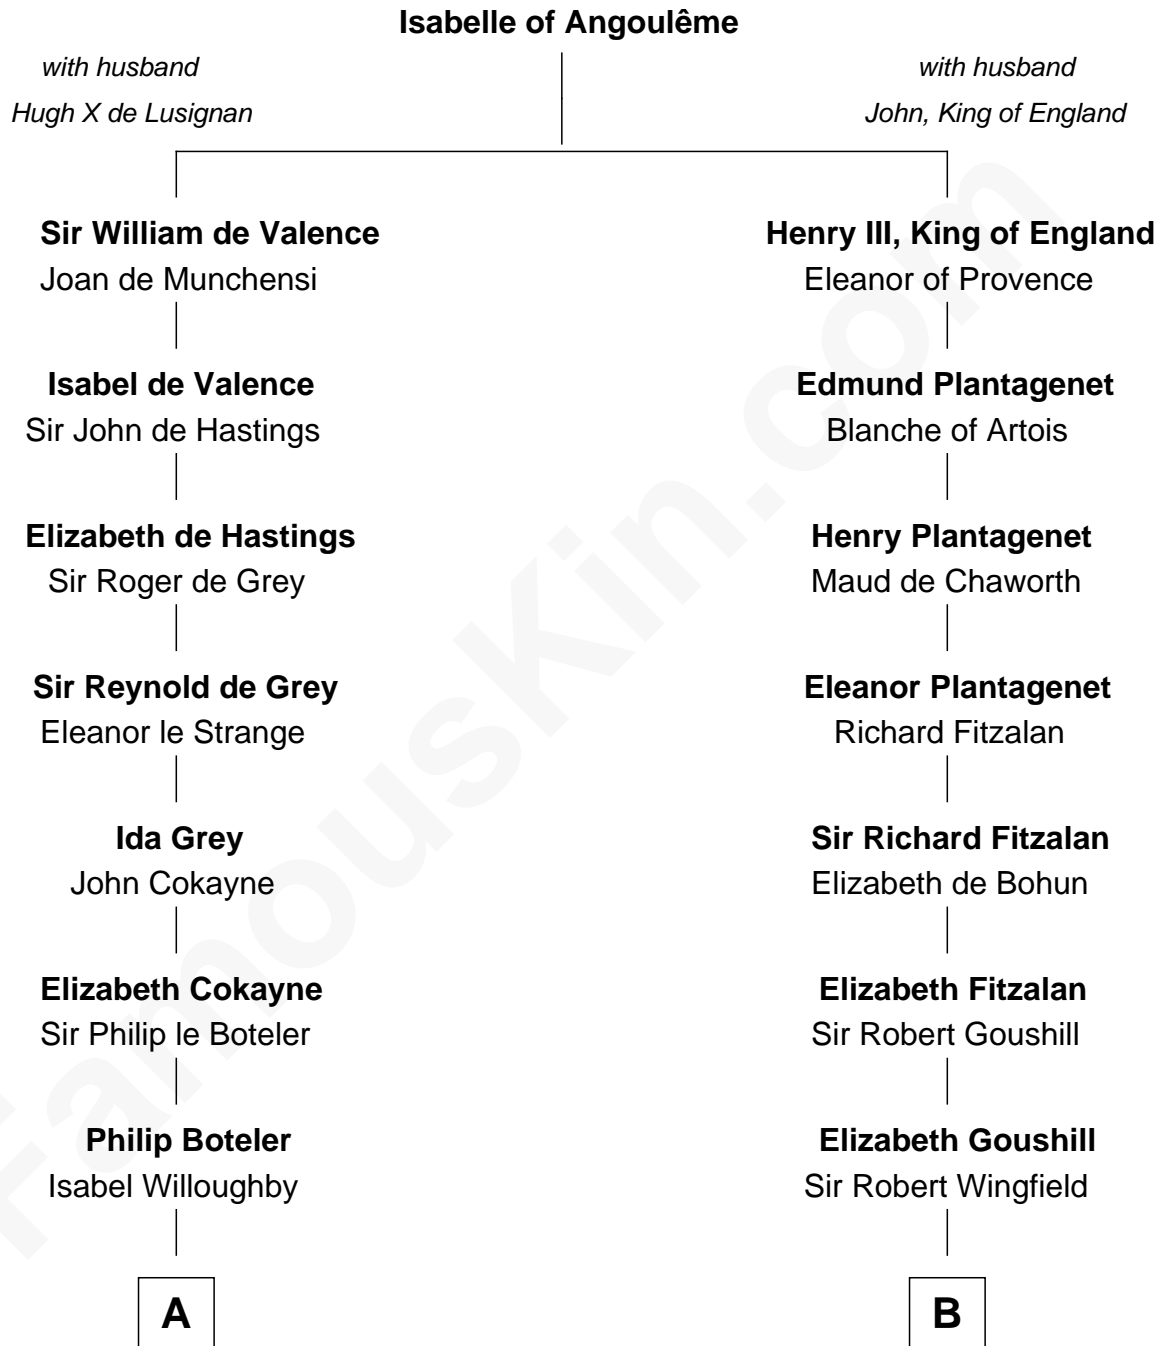 Isabelle of Angoulême
with husband
Hugh X de Lusignan
with husband
John, King of England
Sir William de Valence
Joan de Munchensi
Henry III, King of England
Eleanor of Provence
Isabel de Valence
Sir John de Hastings
Edmund Plantagenet
Blanche of Artois
Elizabeth de Hastings
Sir Roger de Grey
Henry Plantagenet
Maud de Chaworth
Sir Reynold de Grey
Eleanor le Strange
Eleanor Plantagenet
Richard Fitzalan
Ida Grey
John Cokayne
Sir Richard Fitzalan
Elizabeth de Bohun
Elizabeth Cokayne
Sir Philip le Boteler
Elizabeth Fitzalan
Sir Robert Goushill
Philip Boteler
Isabel Willoughby
Elizabeth Goushill
Sir Robert Wingfield
A
B
FamousKin.com